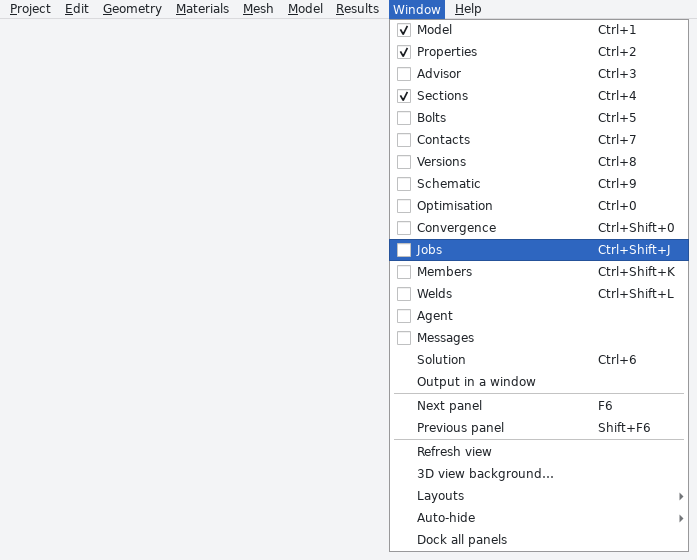 Project Edit Geometry Materials Mesh Model Results Window Help
Model Ctrl+1
Properties Ctrl+2
Advisor Ctrl+3
Sections Ctrl+4
Bolts Ctrl+5
Contacts Ctrl+7
Versions Ctrl+8
Schematic Ctrl+9
Optimisation Ctrl+0
Convergence Ctrl+Shift+0
Jobs Ctrl+Shift+J
Members Ctrl+Shift+K
Welds Ctrl+Shift+L
Agent
Messages
Solution Ctrl+6
Output in a window
Next panel F6
Previous panel Shift+F6
Refresh view
3D view background...
Layouts
Auto-hide
Dock all panels